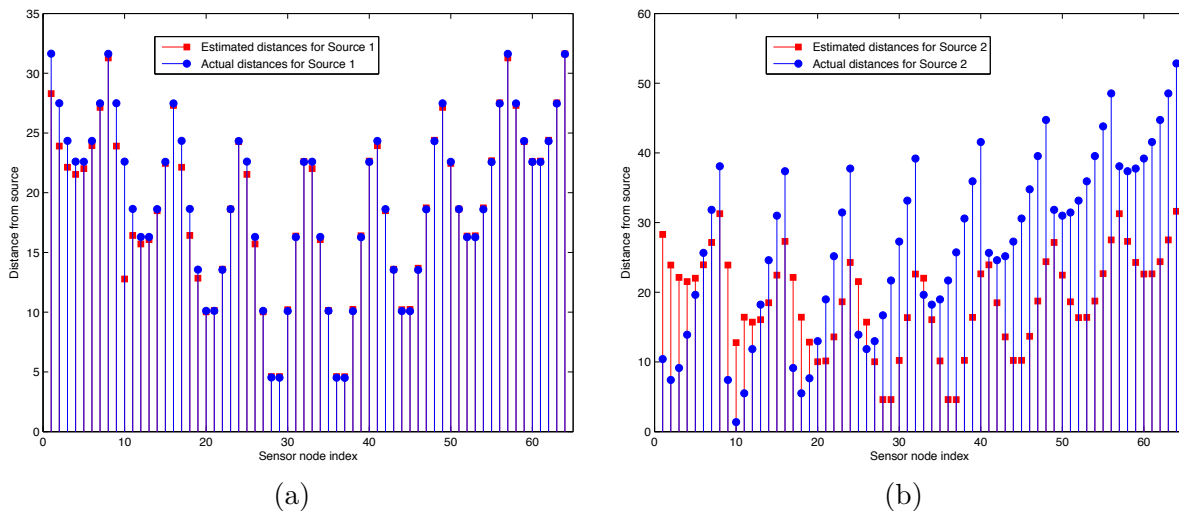 35
30
25
20
15
10
5
0
0 10 20 30 40 50 60
Distance from source
Sensor node index
Estimated distances for Source 1
Actual distances for Source 1
(a)
60
50
40
30
20
10
0
0 10 20 30 40 50 60
Distance from source
Sensor node index
Estimated distances for Source 2
Actual distances for Source 2
(b)